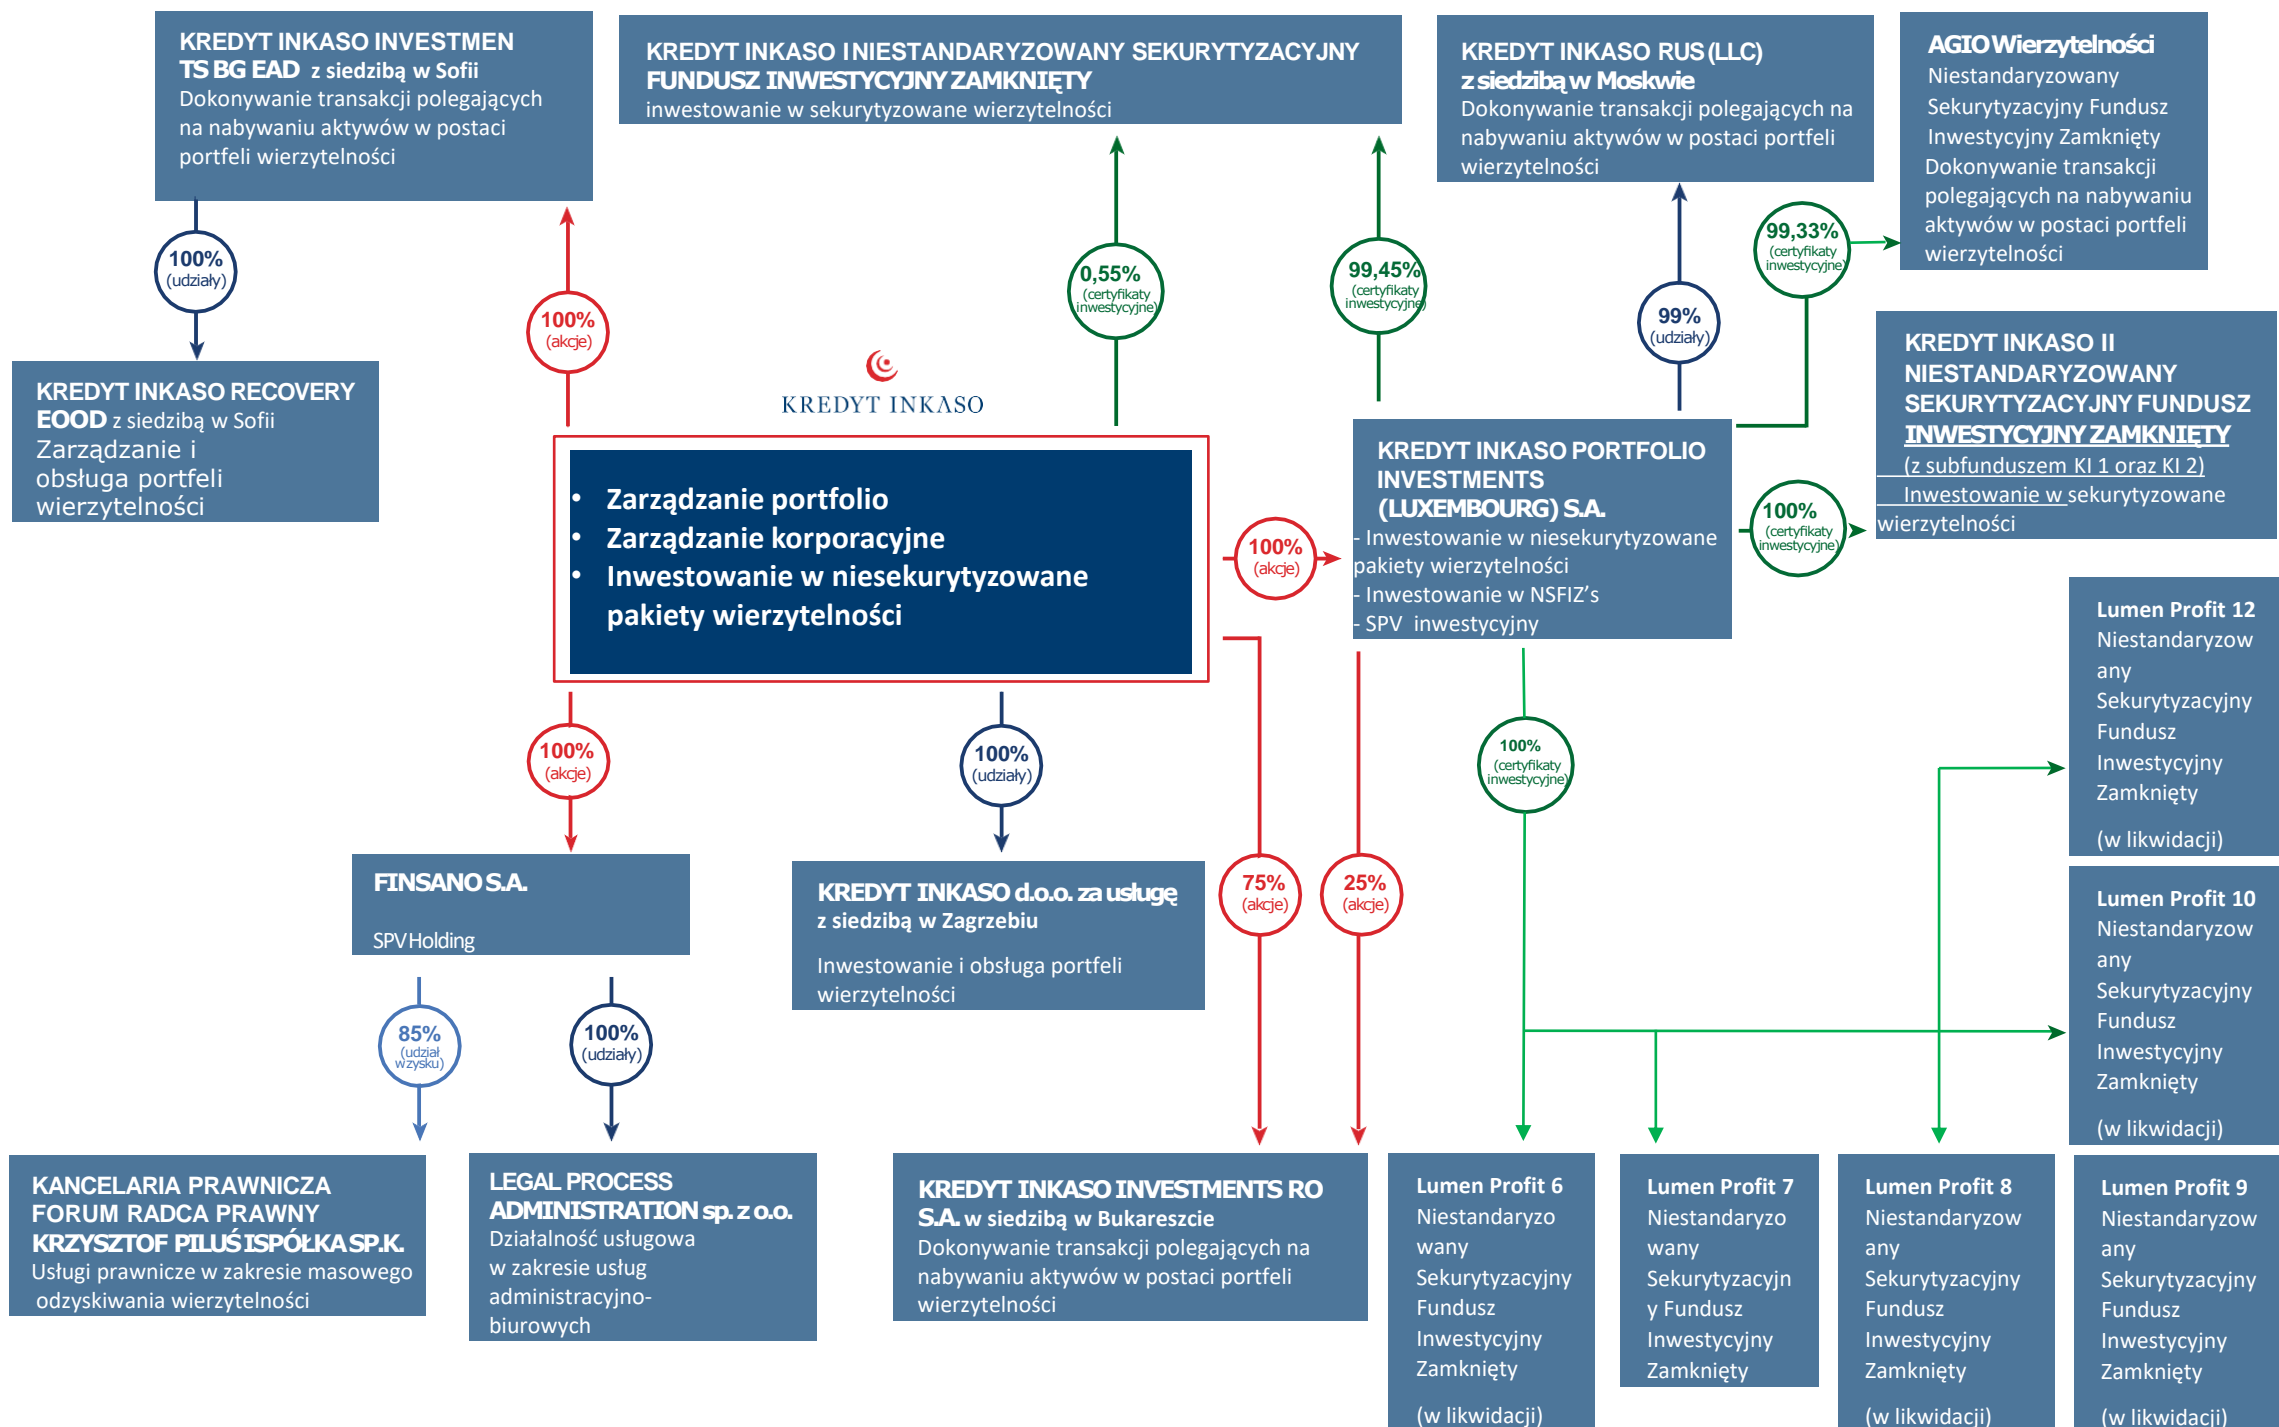 KREDYT INKASO INVESTMEN
TS BG EAD z siedzibą w Sofii
Dokonywanie transakcji polegających
na nabywaniu aktywów w postaci
portfeli wierzytelności
KREDYT INKASO I NIESTANDARYZOWANY SEKURYTYZACYJNY
FUNDUSZ INWESTYCYJNY ZAMKNIĘTY
inwestowanie w sekurytyzowane wierzytelności
KREDYT INKASO RUS (LLC)
z siedzibą w Moskwie
Dokonywanie transakcji polegających na
nabywaniu aktywów w postaci portfeli
wierzytelności
AGIO Wierzytelności
Niestandaryzowany
Sekurytyzacyjny Fundusz
Inwestycyjny Zamknięty
Dokonywanie transakcji
polegających na nabywaniu
aktywów w postaci portfeli
wierzytelności
100%
(udziały)
100%
(akcje)
0,55%
(certyfikaty
inwestycyjne)
99,45%
(certyfikaty
inwestycyjne)
99%
(udziały)
99,33%
(certyfikaty
inwestycyjne)
KREDYT INKASO RECOVERY
EOOD z siedzibą w Sofii
Zarządzanie i
obsługa portfeli
wierzytelności
KREDYT INKASO
• Zarządzanie portfolio
• Zarządzanie korporacyjne
• Inwestowanie w niesekurytyzowane
pakiety wierzytelności
100%
(akcje)
KREDYT INKASO PORTFOLIO
INVESTMENTS
(LUXEMBOURG) S.A.
- Inwestowanie w niesekurytyzowane
pakiety wierzytelności
- Inwestowanie w NSFIZ's
- SPV inwestycyjny
100%
(certyfikaty
inwestycyjne)
KREDYT INKASO II
NIESTANDARYZOWANY
SEKURYTYZACYJNY FUNDUSZ
INWESTYCYJNY ZAMKNIĘTY
(z subfunduszem KI 1 oraz KI 2)
Inwestowanie w sekurytyzowane
wierzytelności
100%
(akcje)
100%
(udziały)
75%
(akcje)
25%
(akcje)
100%
(certyfikaty
inwestycyjne)
Lumen Profit 12
Niestandaryzow
any
Sekurytyzacyjny
Fundusz
Inwestycyjny
Zamknięty
(w likwidacji)
FINSANO S.A.
SPV Holding
KREDYT INKASO d.o.o. za usługę
z siedzibą w Zagrzebiu
Inwestowanie i obsługa portfeli
wierzytelności
Lumen Profit 10
Niestandaryzow
any
Sekurytyzacyjny
Fundusz
Inwestycyjny
Zamknięty
(w likwidacji)
85%
(udział
w zysku)
100%
(udziały)
KANCELARIA PRAWNICZA
FORUM RADCA PRAWNY
KRZYSZTOF PILUŚ I SPÓŁKA SP.K.
Usługi prawnicze w zakresie masowego
odzyskiwania wierzytelności
LEGAL PROCESS
ADMINISTRATION sp. z o.o.
Działalność usługowa
w zakresie usług
administracyjno-
biurowych
KREDYT INKASO INVESTMENTS RO
S.A. w siedzibą w Bukareszcie
Dokonywanie transakcji polegających na
nabywaniu aktywów w postaci portfeli
wierzytelności
Lumen Profit 6
Niestandaryzo
wany
Sekurytyzacyjny
Fundusz
Inwestycyjny
Zamknięty
(w likwidacji)
Lumen Profit 7
Niestandaryzo
wany
Sekurytyzacyjn
y Fundusz
Inwestycyjny
Zamknięty
Lumen Profit 8
Niestandaryzow
any
Sekurytyzacyjny
Fundusz
Inwestycyjny
Zamknięty
(w likwidacji)
Lumen Profit 9
Niestandaryzow
any
Sekurytyzacyjny
Fundusz
Inwestycyjny
Zamknięty
(w likwidacji)